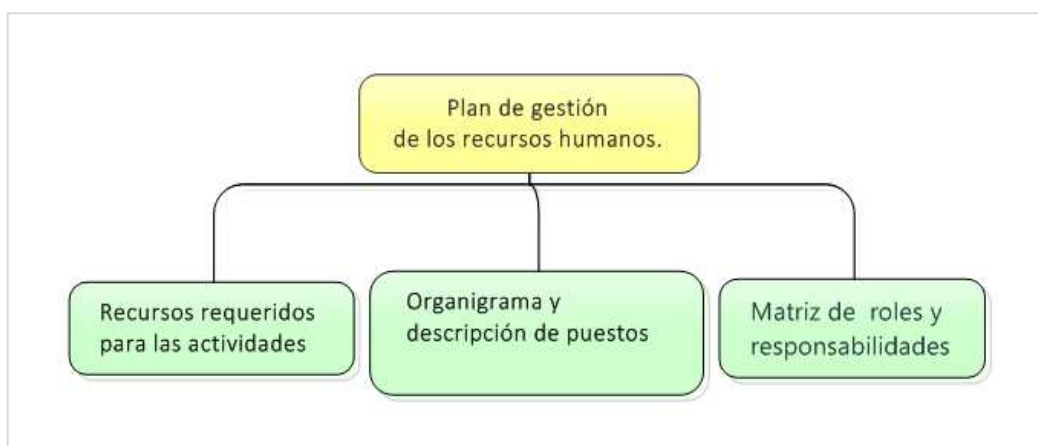 Plan de gestión
de los recursos humanos.
Recursos requeridos
para las actividades
Organigrama y
descripción de puestos
Matriz de roles y
responsabilidades